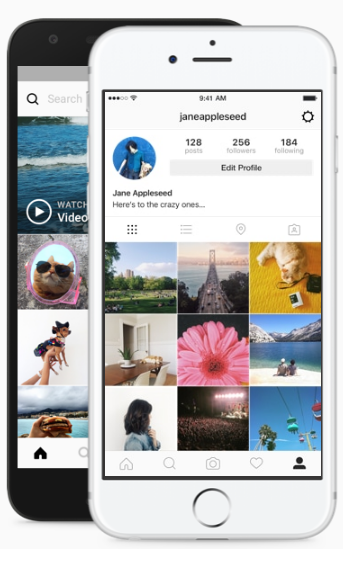 Search
WATCH
Video
9:41 AM
janeappleseed
128
posts
256
followers
184
following
Edit Profile
Jane Appleseed
Here's to the crazy ones...